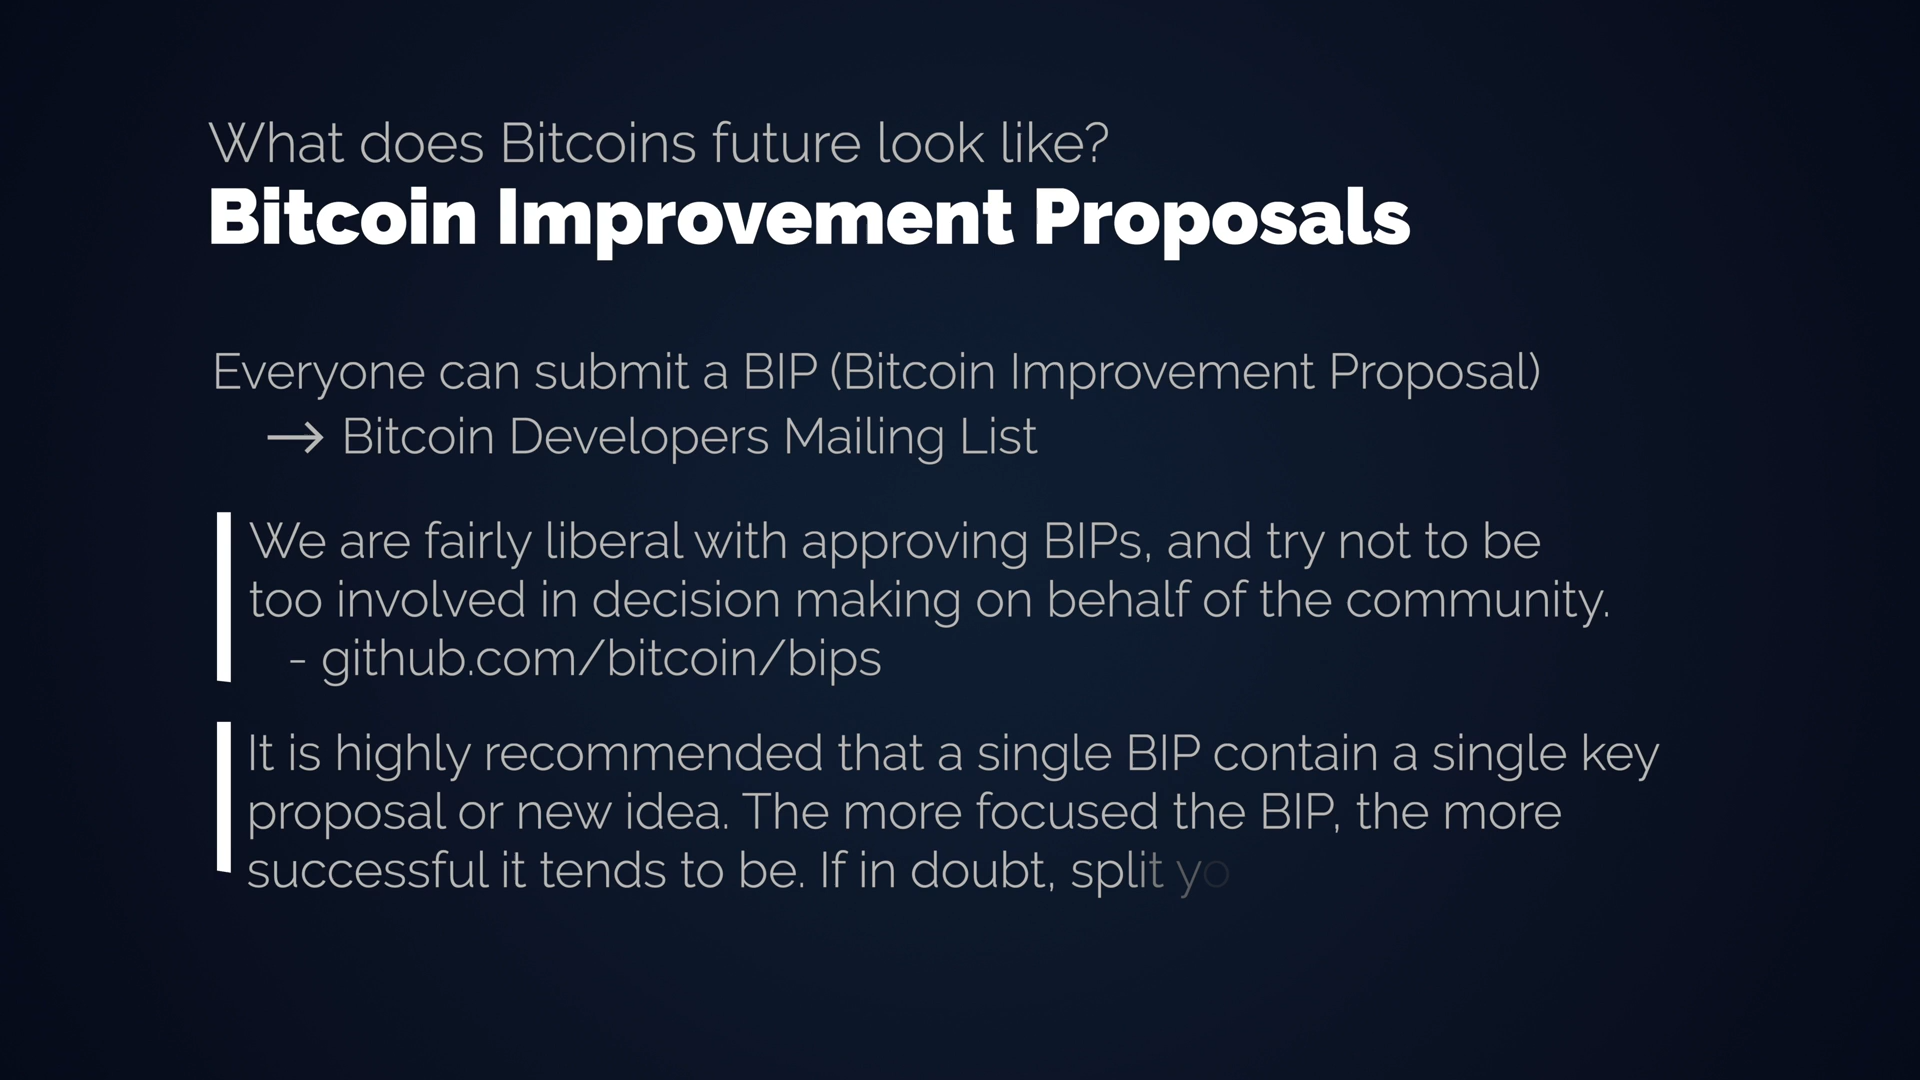 What does Bitcoins future look like?
Bitcoin Improvement Proposals
Everyone can submit a BIP (Bitcoin Improvement Proposal)
→ Bitcoin Developers Mailing List
We are fairly liberal with approving BIPs, and try not to be
too involved in decision making on behalf of the community.
- github.com/bitcoin/bips
It is highly recommended that a single BIP contain a single key
proposal or new idea. The more focused the BIP, the more
successful it tends to be. If in doubt, split yo